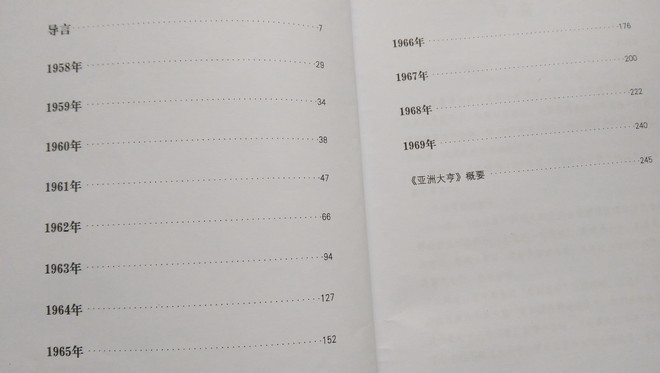 导言 7
1958年 29
1959年 34
1960年 38
1961年 47
1962年 66
1963年 94
1964年 127
1965年 152
1966年 176
1967年 200
1968年 222
1969年 240
《亚洲大亨》概要 245